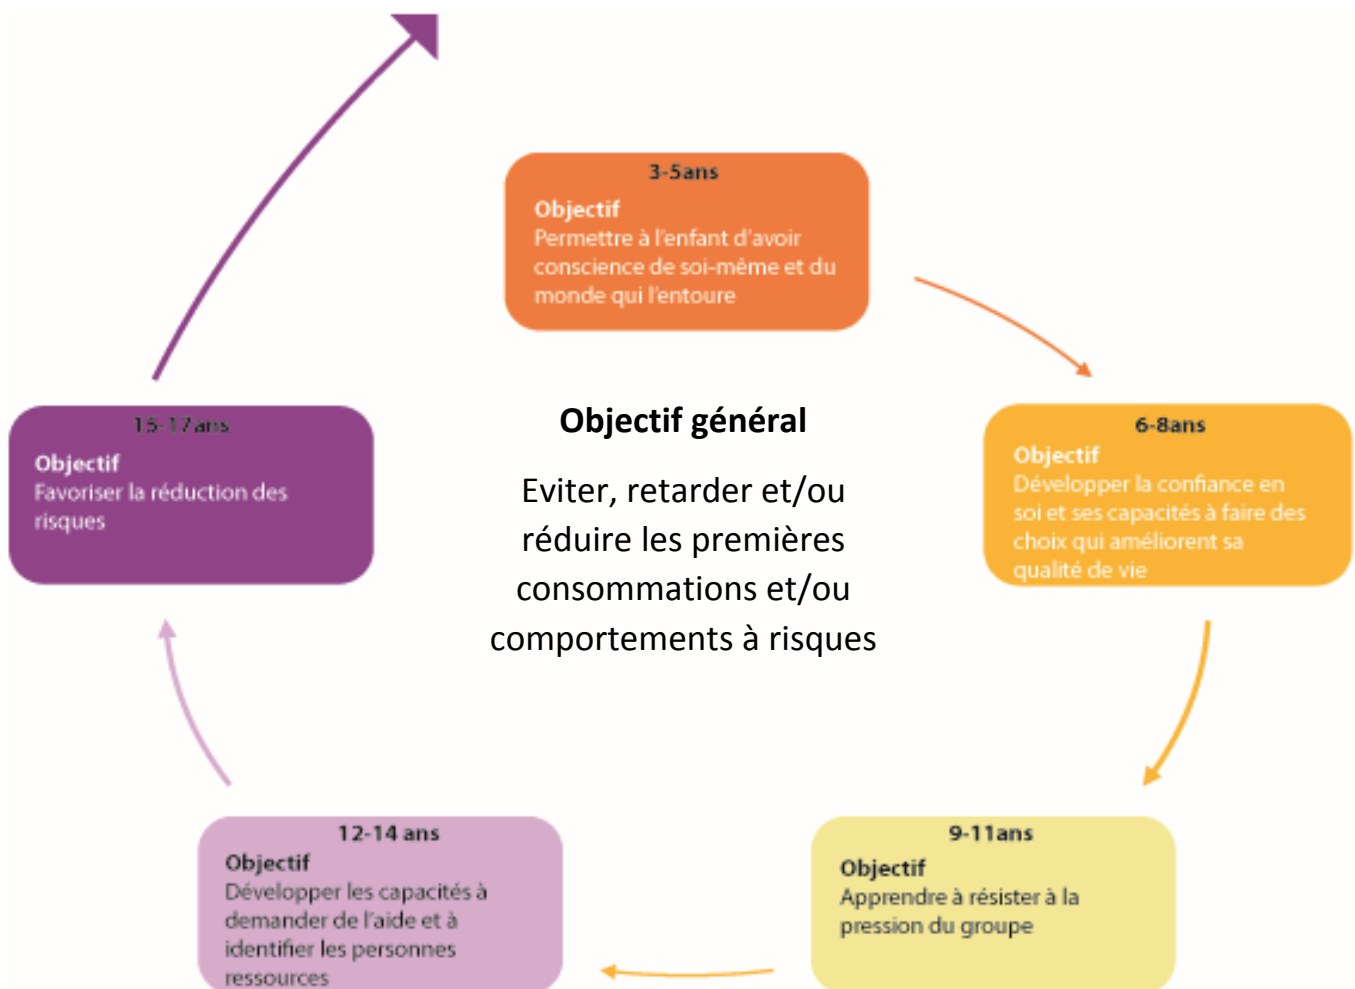 3-5ans
Objectif
Permettre à l'enfant d'avoir
conscience de soi-même et du
monde qui l'entoure
6-8ans
Objectif
Développer la confiance en
soi et ses capacités à faire des
choix qui améliorent sa
qualité de vie
9-11ans
Objectif
Apprendre à résister à la
pression du groupe
12-14 ans
Objectif
Développer les capacités à
demander de l'aide et à
identifier les personnes
ressources
15-17ans
Objectif
Favoriser la réduction des
risques
Objectif général
Eviter, retarder et/ou
réduire les premières
consommations et/ou
comportements à risques